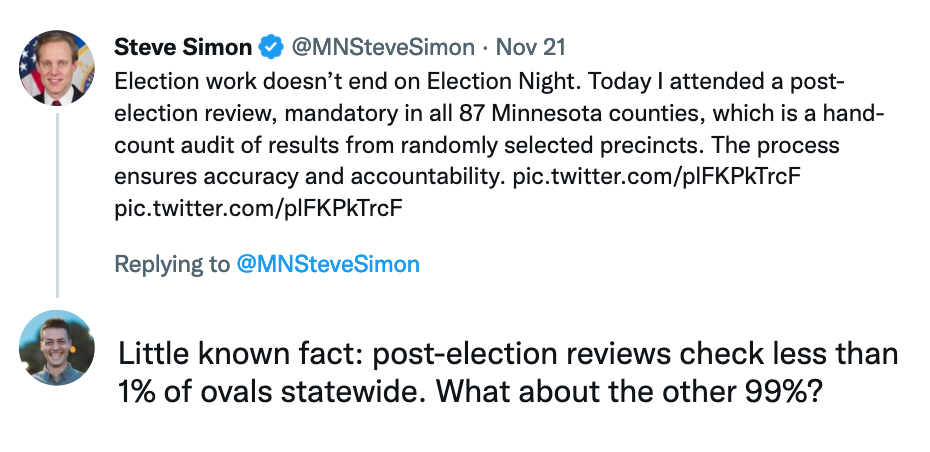 Steve Simon @MNSteveSimon · Nov 21
Election work doesn’t end on Election Night. Today I attended a post-
election review, mandatory in all 87 Minnesota counties, which is a hand-
count audit of results from randomly selected precincts. The process
ensures accuracy and accountability. pic.twitter.com/plFKPkTrcF
pic.twitter.com/plFKPkTrcF
Replying to @MNSteveSimon
Little known fact: post-election reviews check less than
1% of ovals statewide. What about the other 99%?